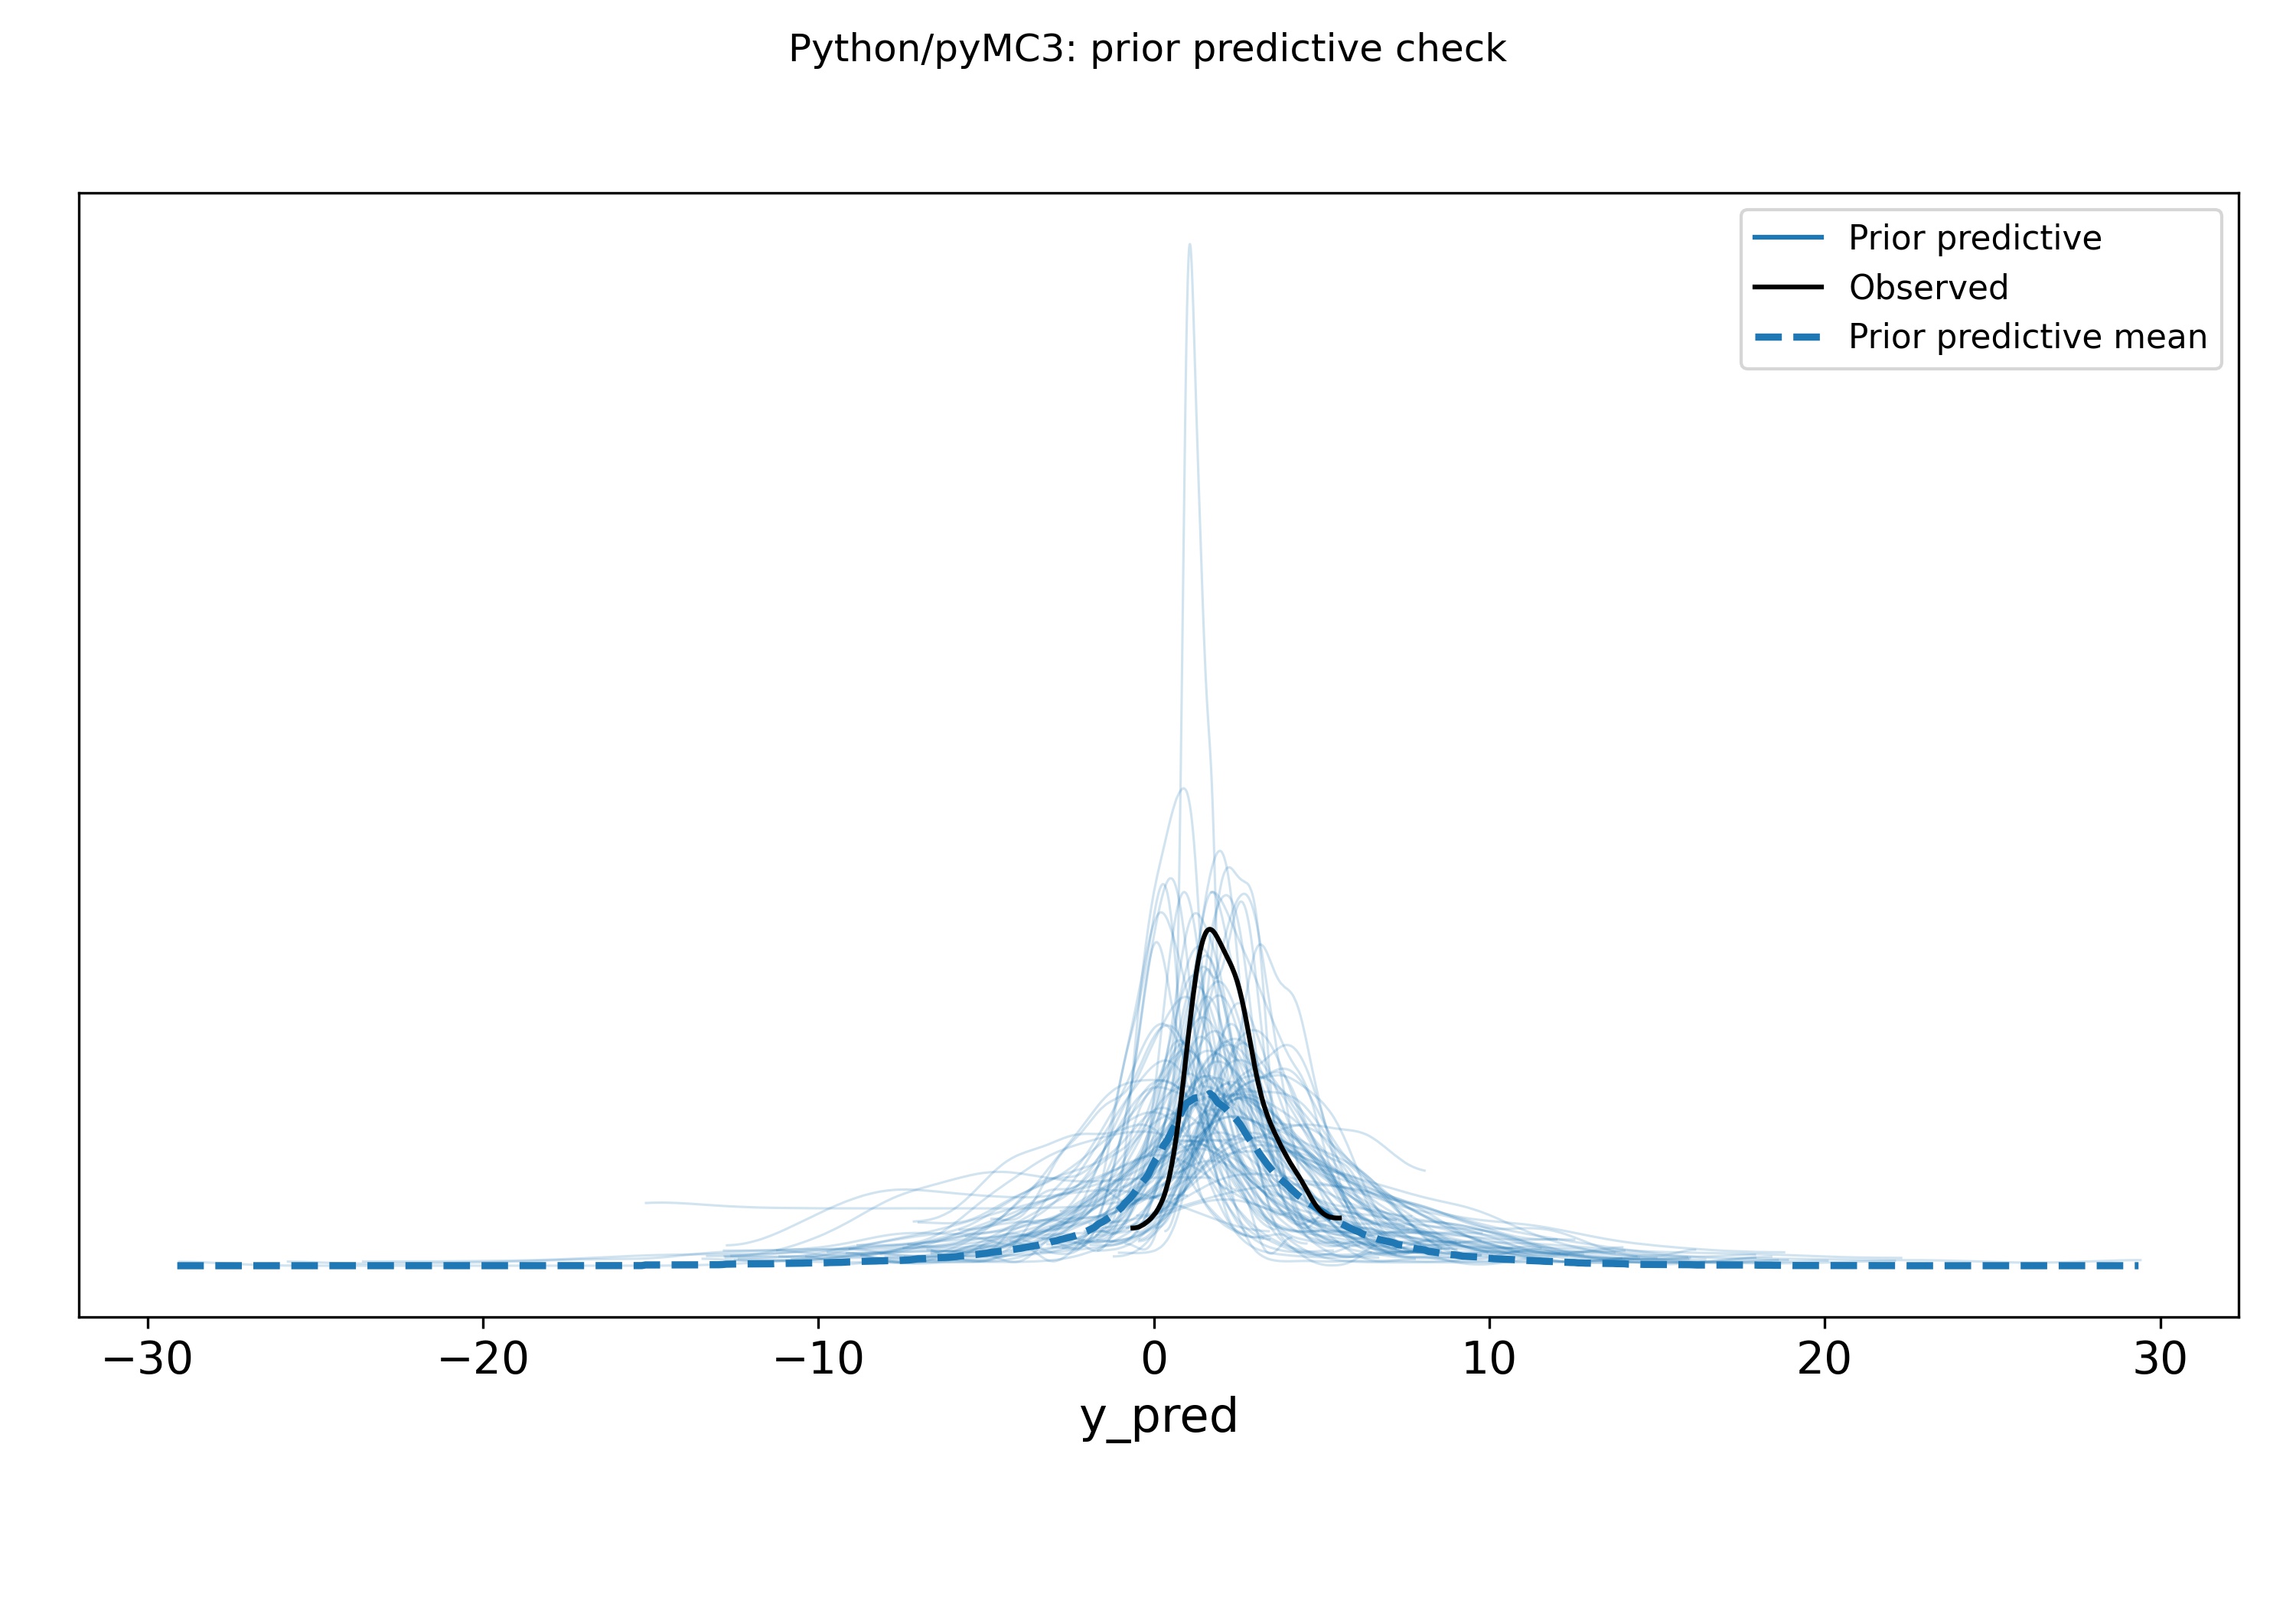 Python/pyMC3: prior predictive check
Prior predictive
Observed
Prior predictive mean
−30 −20 −10 0 10 20 30
y_pred